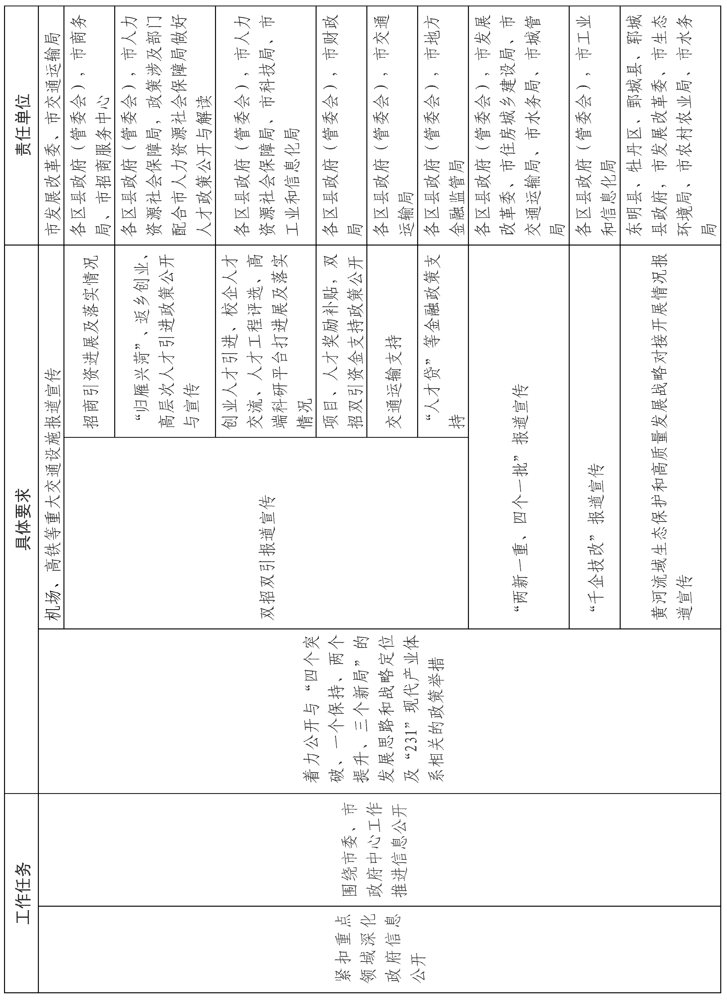 工作任务
具体要求
责任单位
紧扣重点
领域深化
政府信息
公开
围绕市委、市
政府中心工作
推进信息公开
着力公开与“四个突
破、一个保持、两个
提升、三个新局”的
发展思路和战略定位
及“231”现代产业体
系相关的政策举措
机场、高铁等重大交通设施报道宣传
市发展改革委、市交通运输局
双招双引报道宣传
招商引资进展及落实情况
各区县政府（管委会），市商务
局、市招商服务中心
“归雁兴菏”、返乡创业、
高层次人才引进政策公开
与宣传
各区县政府（管委会），市人力
资源社会保障局，政策涉及部门
配合市人力资源社会保障局做好
人才政策公开与解读
创业人才引进、校企人才
交流、人才工程评选、高
端科研平台打进展及落实
情况
各区县政府（管委会），市人力
资源社会保障局、市科技局、市
工业和信息化局
项目、人才奖励补贴，双
招双引资金支持政策公开
各区县政府（管委会），市财政
局
交通运输支持
各区县政府（管委会），市交通
运输局
“人才贷”等金融政策支
持
各区县政府（管委会），市地方
金融监管局
“两新一重、四个一批”报道宣传
各区县政府（管委会），市发展
改革委、市住房城乡建设局、市
交通运输局、市水务局、市城管
局
“千企技改”报道宣传
各区县政府（管委会），市工业
和信息化局
黄河流域生态保护和高质量发展战略对接开展情况报
道宣传
东明县、牡丹区、鄄城县、郓城
县政府，市发展改革委、市生态
环境局、市农村农业局、市水务
局